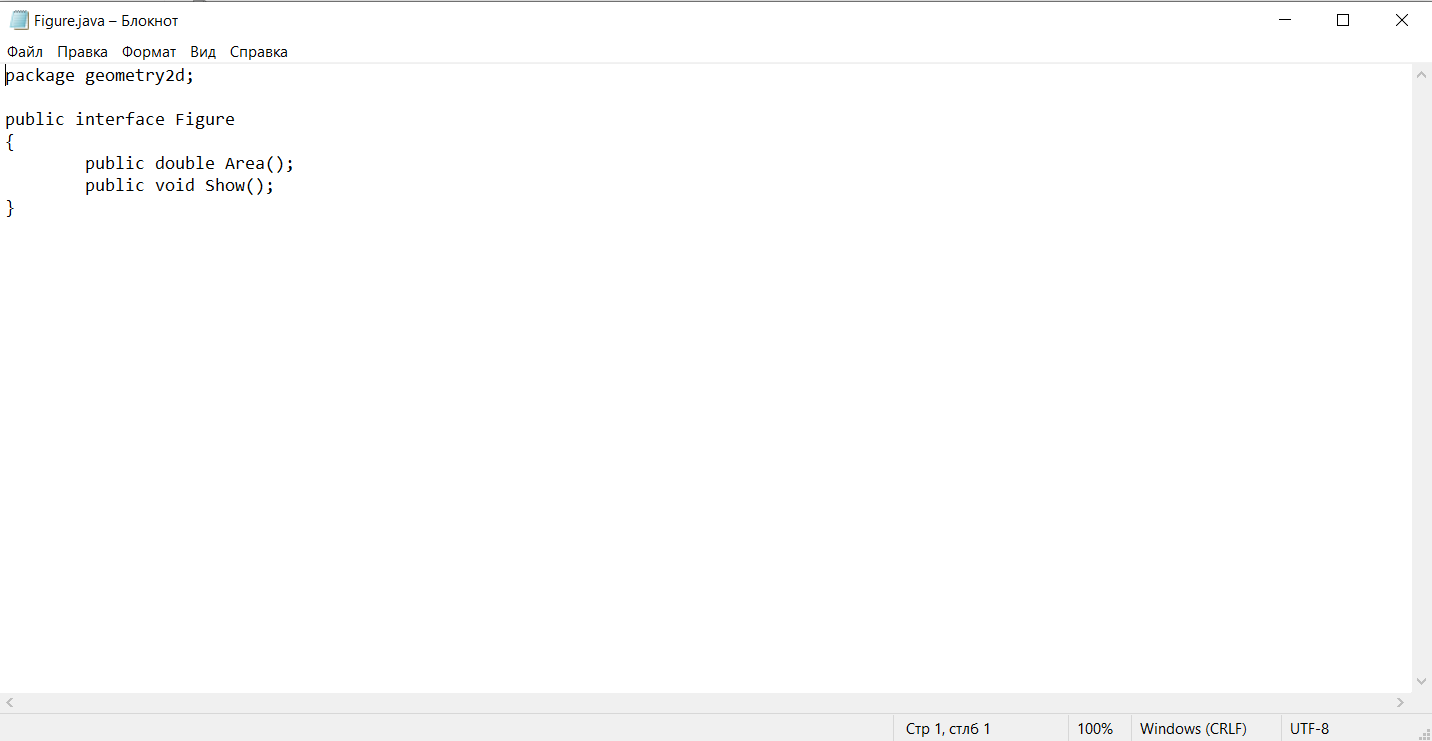 Figure.java – Блокнот
Файл Правка Формат Вид Справка
package geometry2d;
public interface Figure
{
public double Area();
public void Show();
}
Стр 1, стлб 1 100% Windows (CRLF) UTF-8